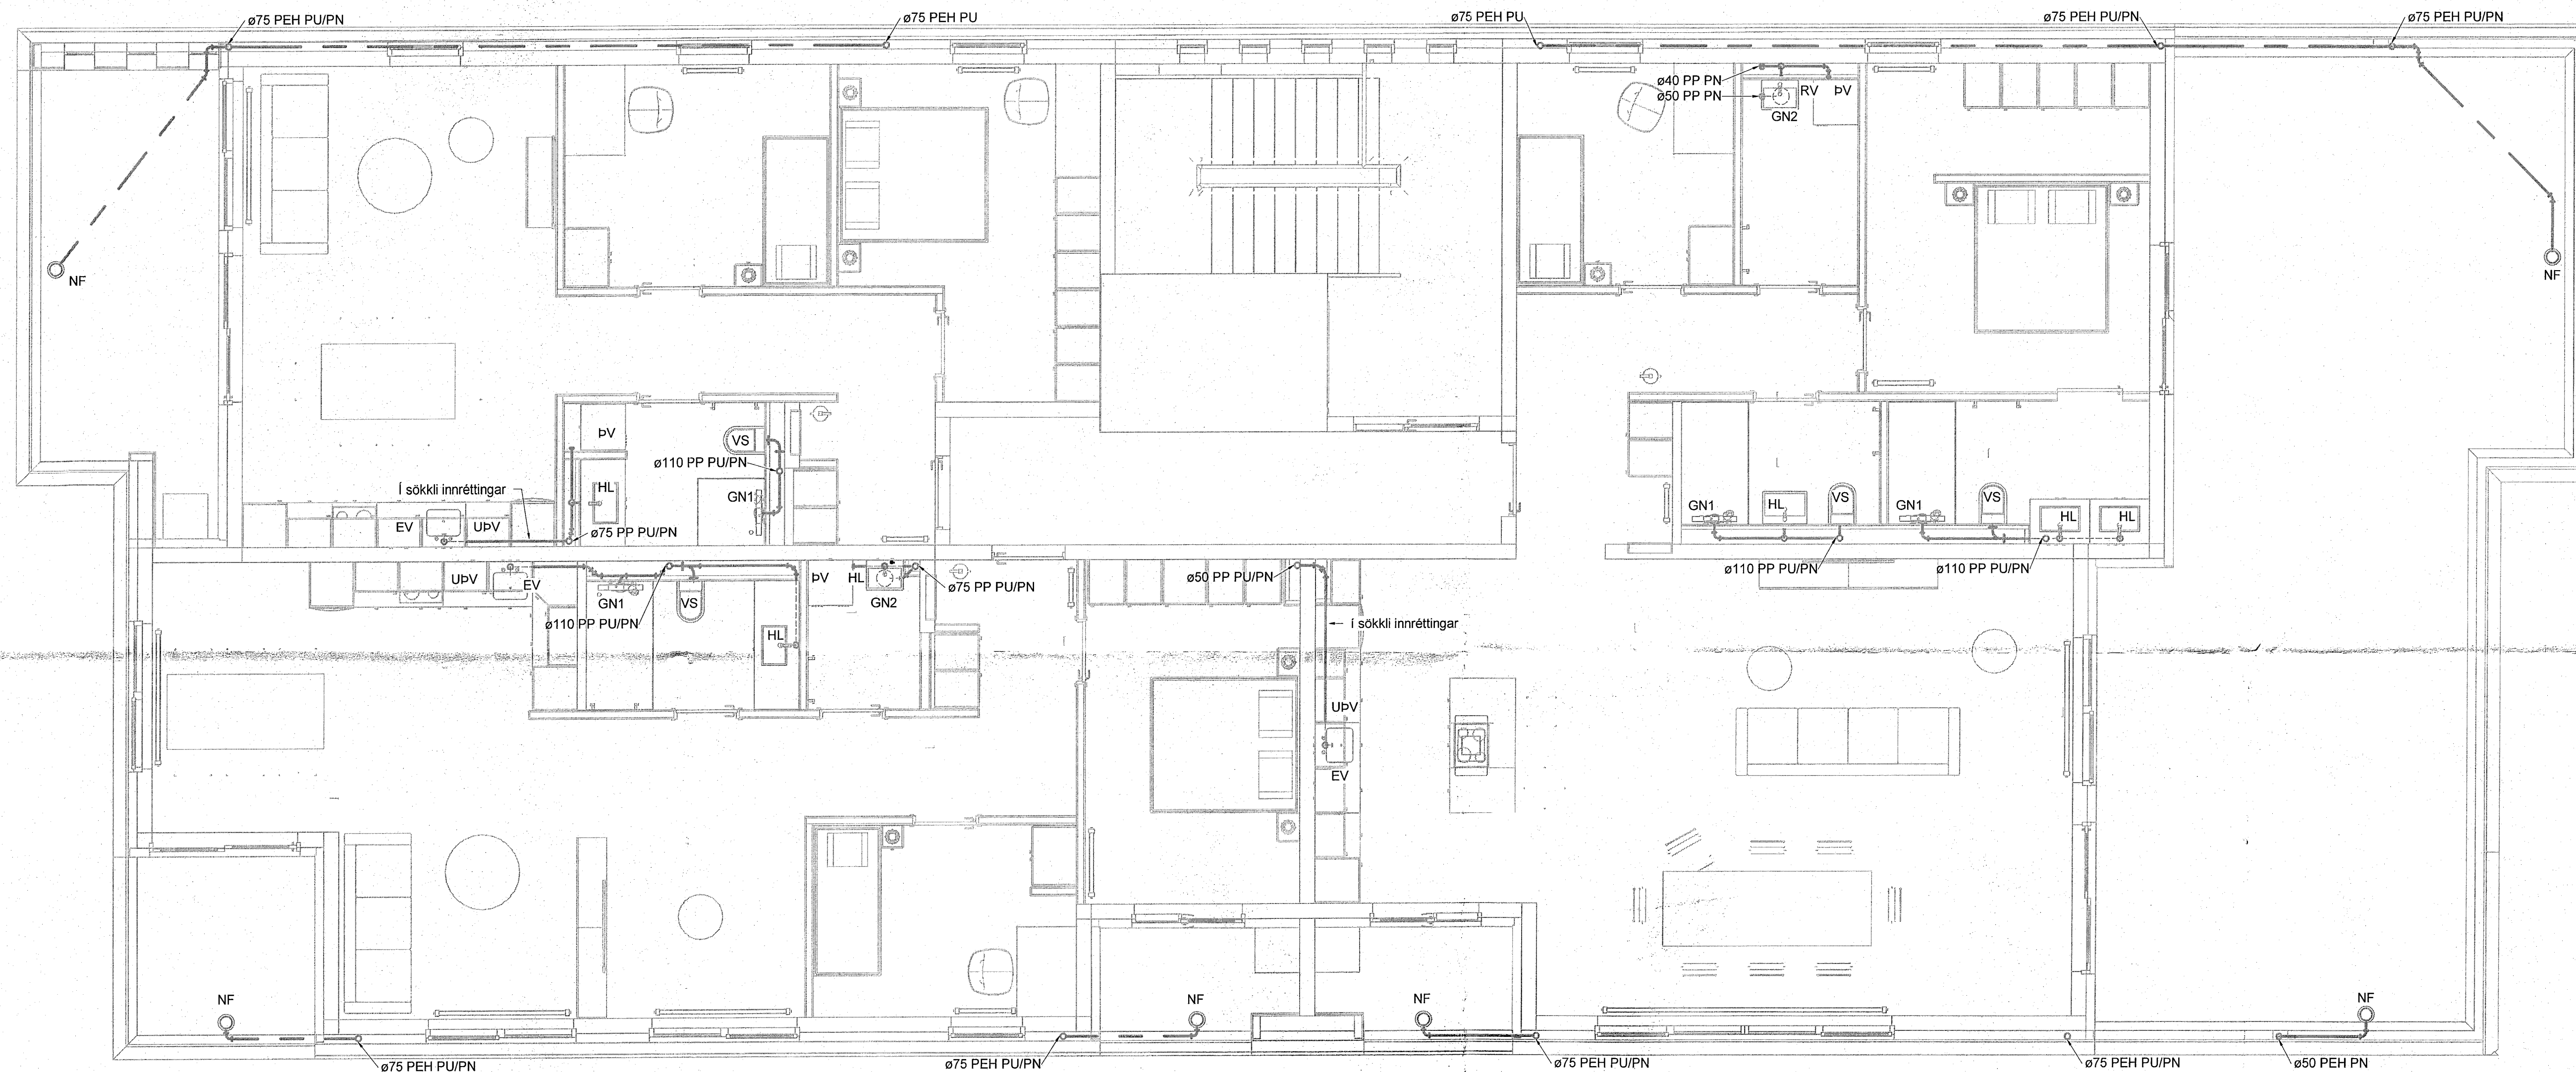 ø75 PEH PU/PN
ø75 PEH PU
ø75 PEH PU
ø75 PEH PU/PN
ø75 PEH PU/PN
ø40 PP PN
ø50 PP PN
RV
ÞV
GN2
NF
NF
ÞV
VS
ø110 PP PU/PN
Í sökkli innréttingar
HL
GN1
EV
UÞV
ø75 PP PU/PN
GN1
HL
VS
GN1
VS
HL
HL
ø110 PP PU/PN
ø110 PP PU/PN
UÞV
EV
GN1
VS
ÞV
HL
GN2
ø75 PP PU/PN
ø50 PP PU/PN
ø110 PP PU/PN
HL
í sökkli innréttingar
UÞV
EV
NF
NF
NF
NF
ø75 PEH PU/PN
ø75 PEH PU/PN
ø75 PEH PU/PN
ø75 PEH PU/PN
ø50 PEH PN